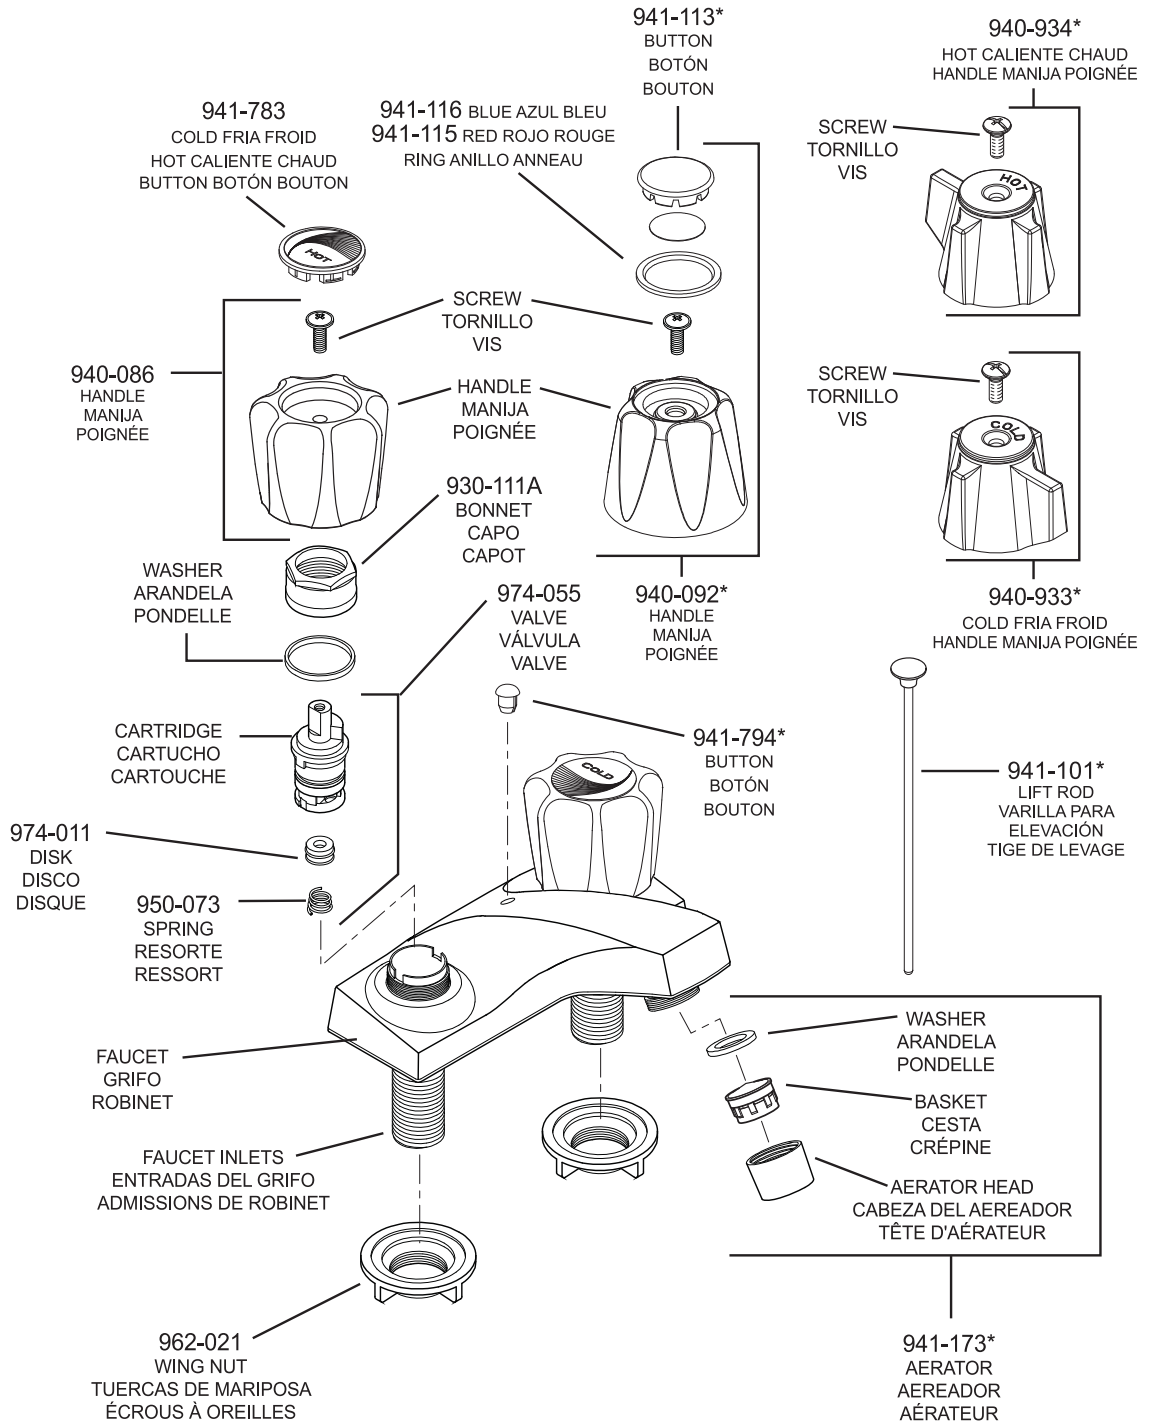 941-113*
BUTTON
BOTÓN
BOUTON
940-934*
HOT CALIENTE CHAUD
HANDLE MANIJA POIGNÉE
941-783
COLD FRIA FROID
HOT CALIENTE CHAUD
BUTTON BOTÓN BOUTON
941-116 BLUE AZUL BLEU
941-115 RED ROJO ROUGE
RING ANILLO ANNEAU
SCREW
TORNILLO
VIS
HOT
HOT
SCREW
TORNILLO
VIS
940-086
HANDLE
MANIJA
POIGNÉE
HANDLE
MANIJA
POIGNÉE
SCREW
TORNILLO
VIS
COLD
930-111A
BONNET
CAPO
CAPOT
WASHER
ARANDELA
PONDELLE
974-055
VALVE
VÁLVULA
VALVE
940-092*
HANDLE
MANIJA
POIGNÉE
940-933*
COLD FRIA FROID
HANDLE MANIJA POIGNÉE
CARTRIDGE
CARTUCHO
CARTOUCHE
941-794*
BUTTON
BOTÓN
BOUTON
COLD
941-101*
LIFT ROD
VARILLA PARA
ELEVACIÓN
TIGE DE LEVAGE
974-011
DISK
DISCO
DISQUE
950-073
SPRING
RESORTE
RESSORT
WASHER
ARANDELA
PONDELLE
FAUCET
GRIFO
ROBINET
BASKET
CESTA
CRÉPINE
FAUCET INLETS
ENTRADAS DEL GRIFO
ADMISSIONS DE ROBINET
AERATOR HEAD
CABEZA DEL AEREADOR
TÊTE D'AÉRATEUR
962-021
WING NUT
TUERCAS DE MARIPOSA
ÉCROUS À OREILLES
941-173*
AERATOR
AEREADOR
AÉRATEUR